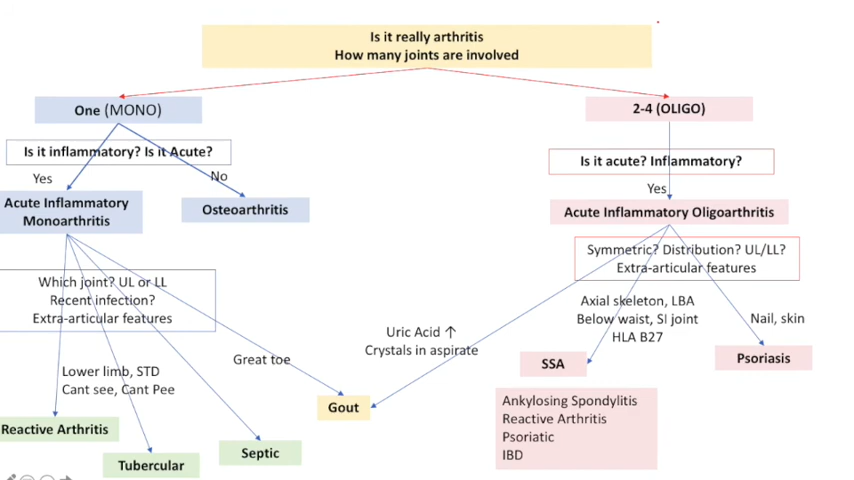 Is it really arthritis
How many joints are involved
One (MONO)
2-4 (OLIGO)
Is it inflammatory? Is it Acute?
Is it acute? Inflammatory?
Yes
No
Yes
Acute Inflammatory
Monoarthritis
Osteoarthritis
Acute Inflammatory Oligoarthritis
Symmetric? Distribution? UL/LL?
Extra-articular features
Which joint? UL or LL
Recent infection?
Extra-articular features
Axial skeleton, LBA
Below waist, SI joint
HLA B27
Nail, skin
Uric Acid ↑
Crystals in aspirate
Great toe
Lower limb, STD
Cant see, Cant Pee
SSA
Psoriasis
Gout
Ankylosing Spondylitis
Reactive Arthritis
Psoriatic
IBD
Reactive Arthritis
Tubercular
Septic